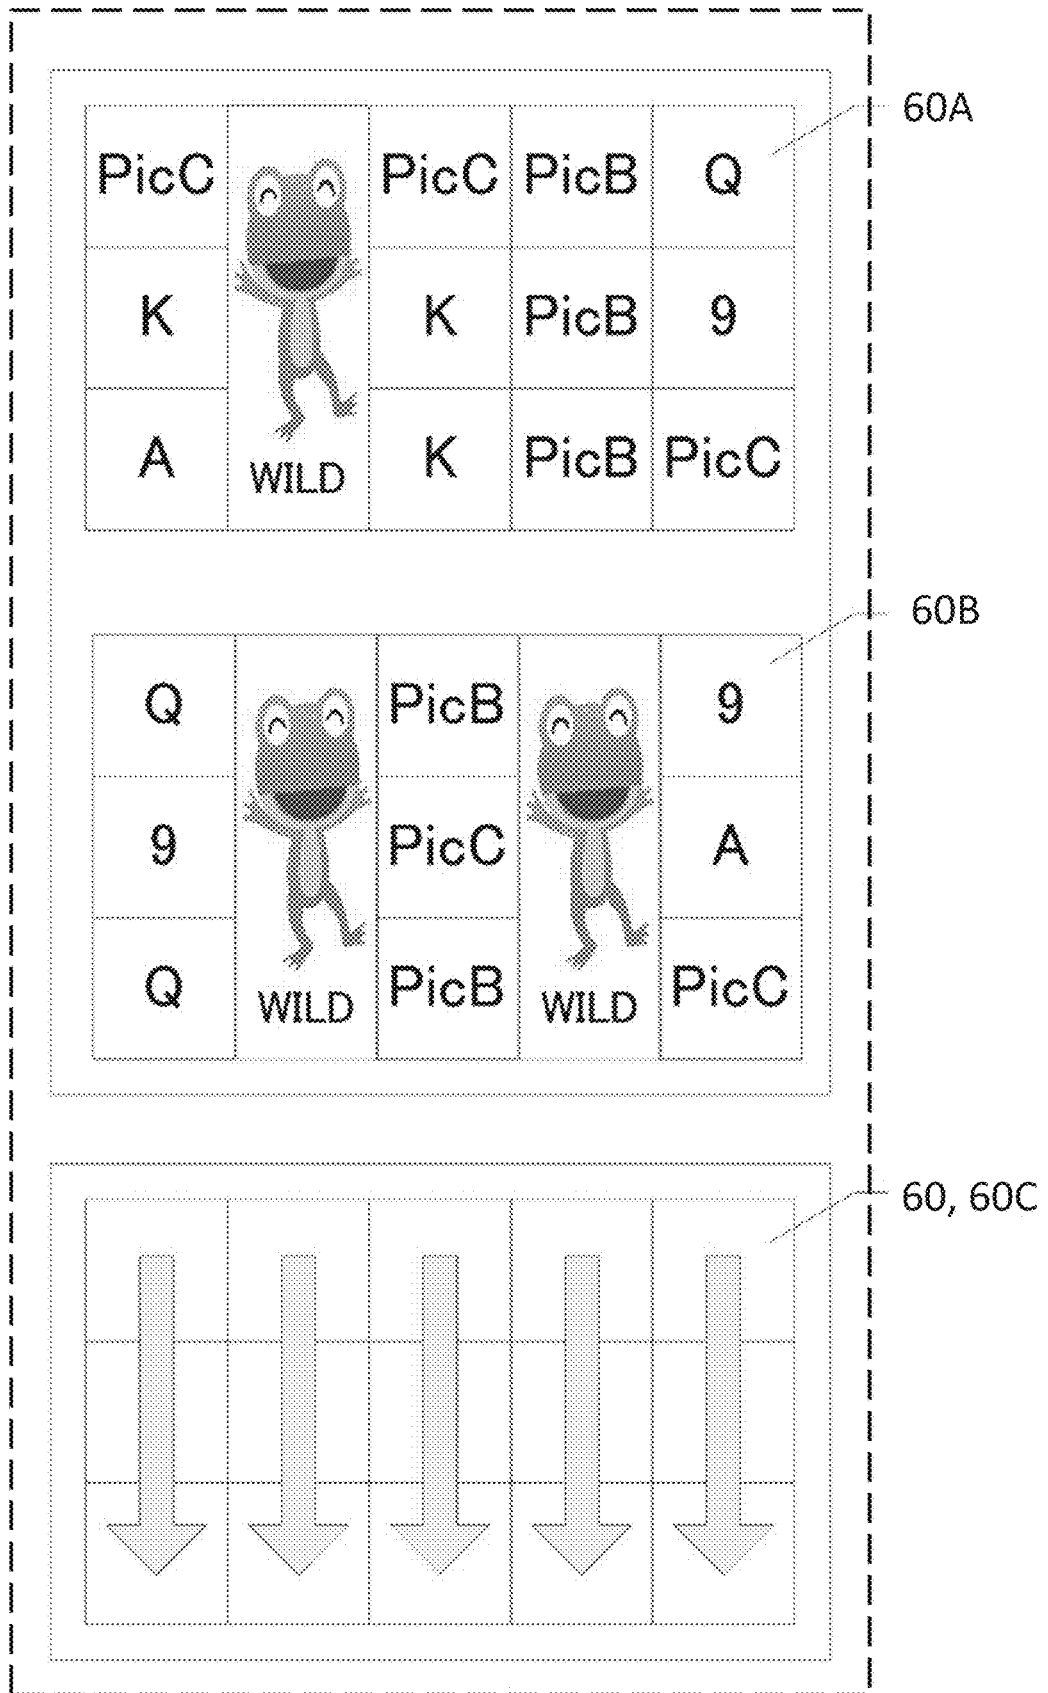 60A
PicC PicC PicB Q
K K PicB 9
A WILD K PicB PicC
60B
Q PicB 9
9 PicC A
Q WILD PicB WILD PicC
60, 60C